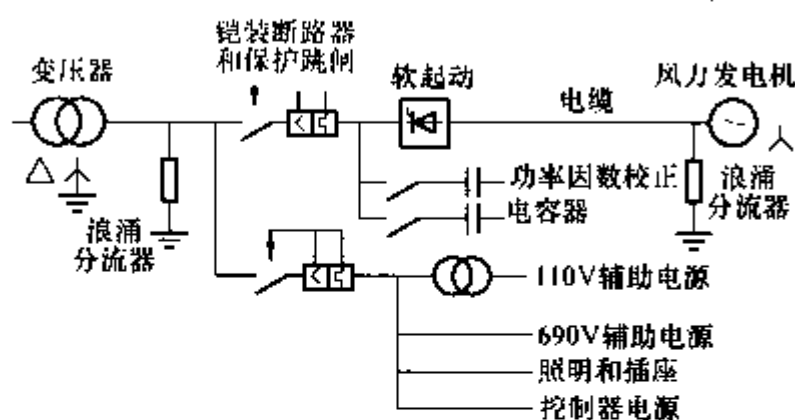 铠装断路器
和保护跳闸
变压器
软起动
电缆
风力发电机
浪涌
分流器
功率因数校正
电容器
浪涌
分流器
110V辅助电源
690V辅助电源
照明和插座
控制器电源